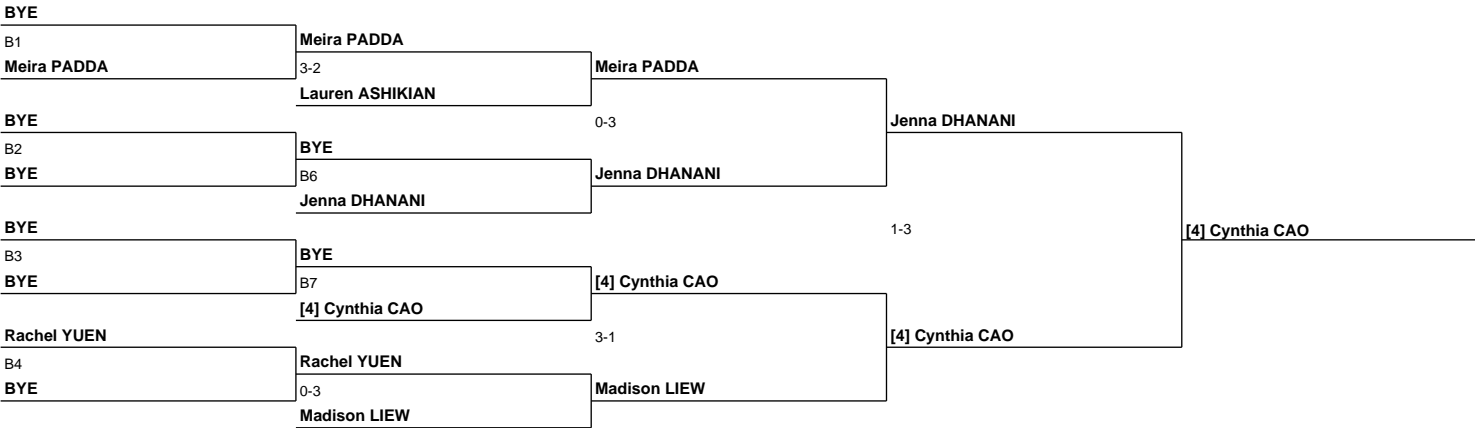 BYE
B1
Meira PADDA
Meira PADDA
3-2
Meira PADDA
Lauren ASHIKIAN
BYE
0-3
Jenna DHANANI
B2
BYE
BYE
B6
Jenna DHANANI
Jenna DHANANI
BYE
1-3
[4] Cynthia CAO
B3
BYE
BYE
B7
[4] Cynthia CAO
[4] Cynthia CAO
Rachel YUEN
3-1
[4] Cynthia CAO
B4
Rachel YUEN
BYE
0-3
Madison LIEW
Madison LIEW